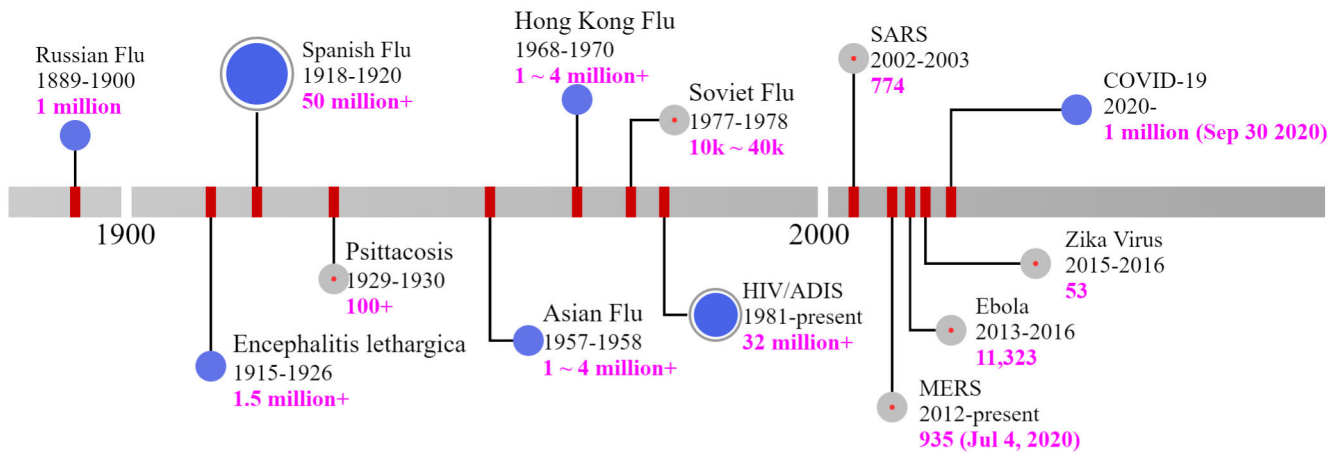 Russian Flu
1889-1900
1 million
Spanish Flu
1918-1920
50 million+
Hong Kong Flu
1968-1970
1 ~ 4 million+
Soviet Flu
1977-1978
10k ~ 40k
SARS
2002-2003
774
COVID-19
2020-
1 million (Sep 30 2020)
1900
2000
Encephalitis lethargica
1915-1926
1.5 million+
Psittacosis
1929-1930
100+
Asian Flu
1957-1958
1 ~ 4 million+
HIV/ADIS
1981-present
32 million+
MERS
2012-present
935 (Jul 4, 2020)
Ebola
2013-2016
11,323
Zika Virus
2015-2016
53